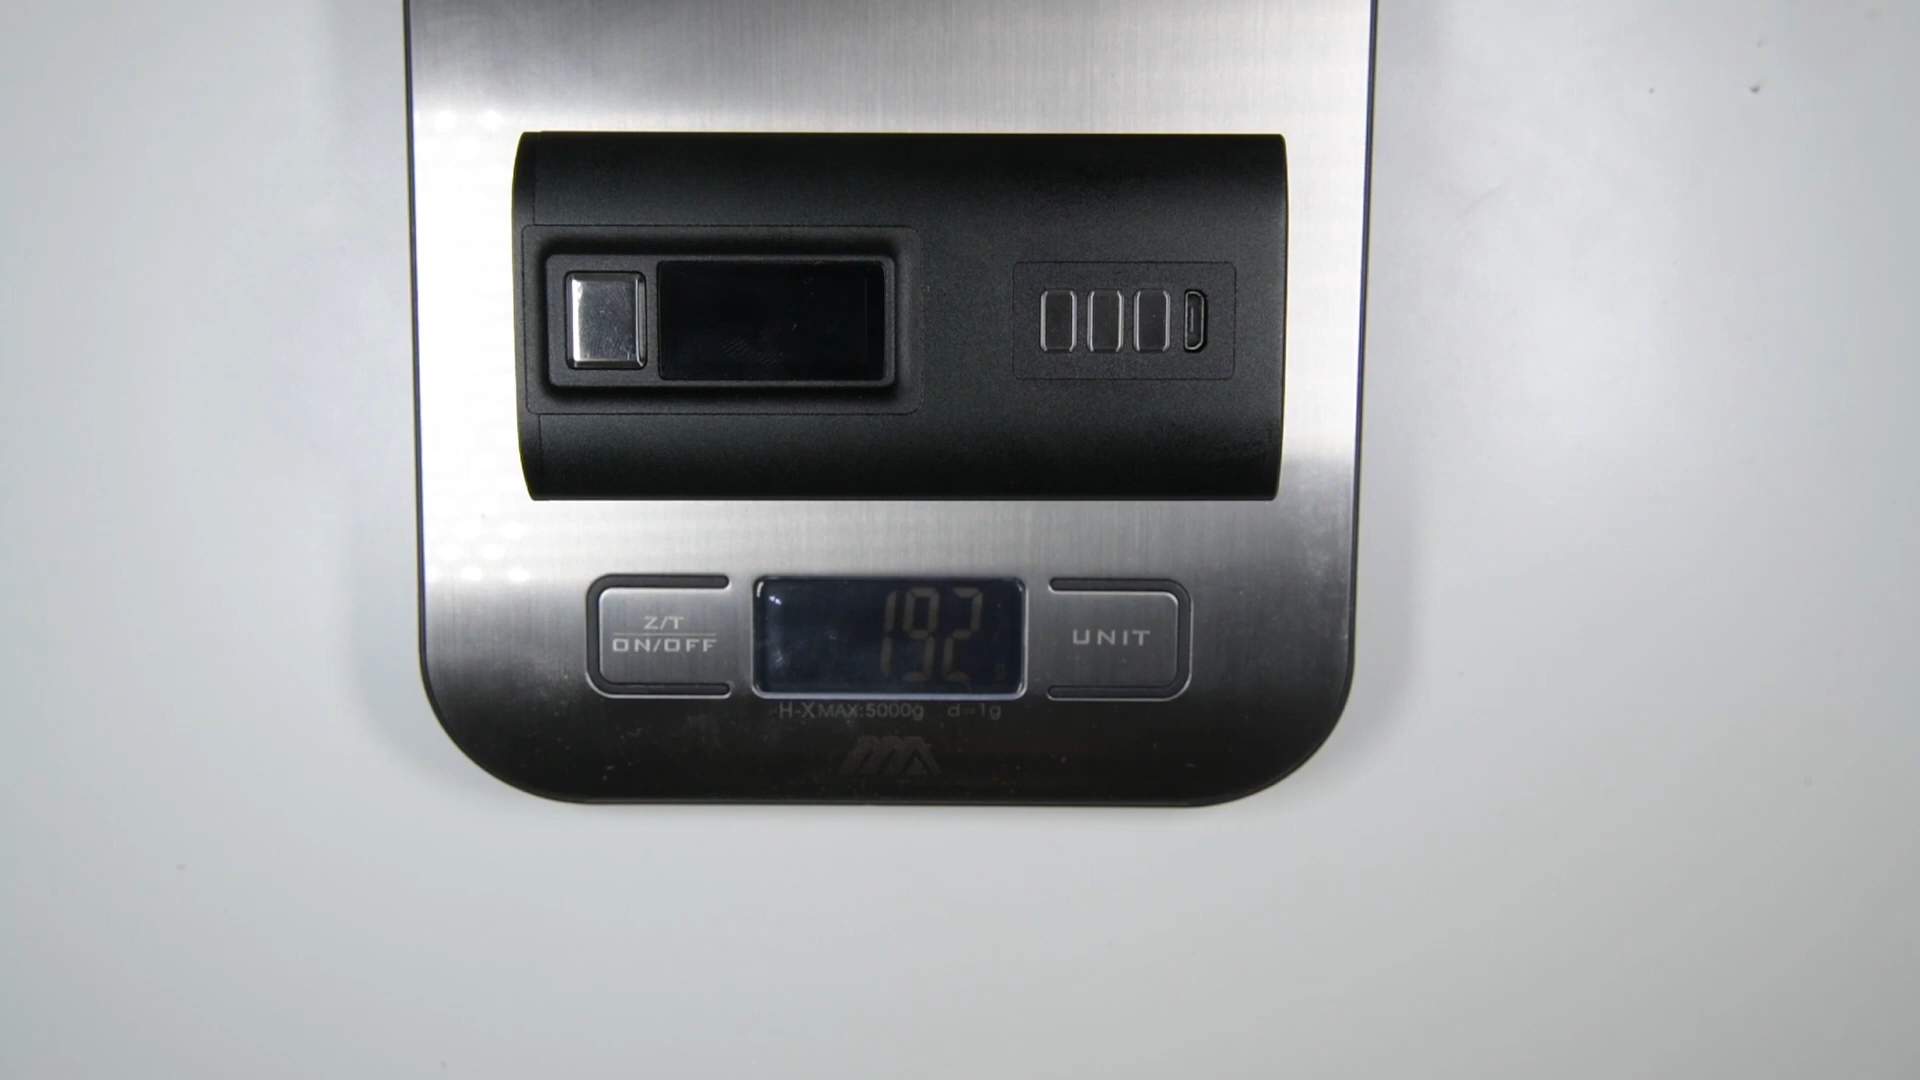 Z/T
ON/OFF
192
UNIT
H-X MAX:5000g d=1g